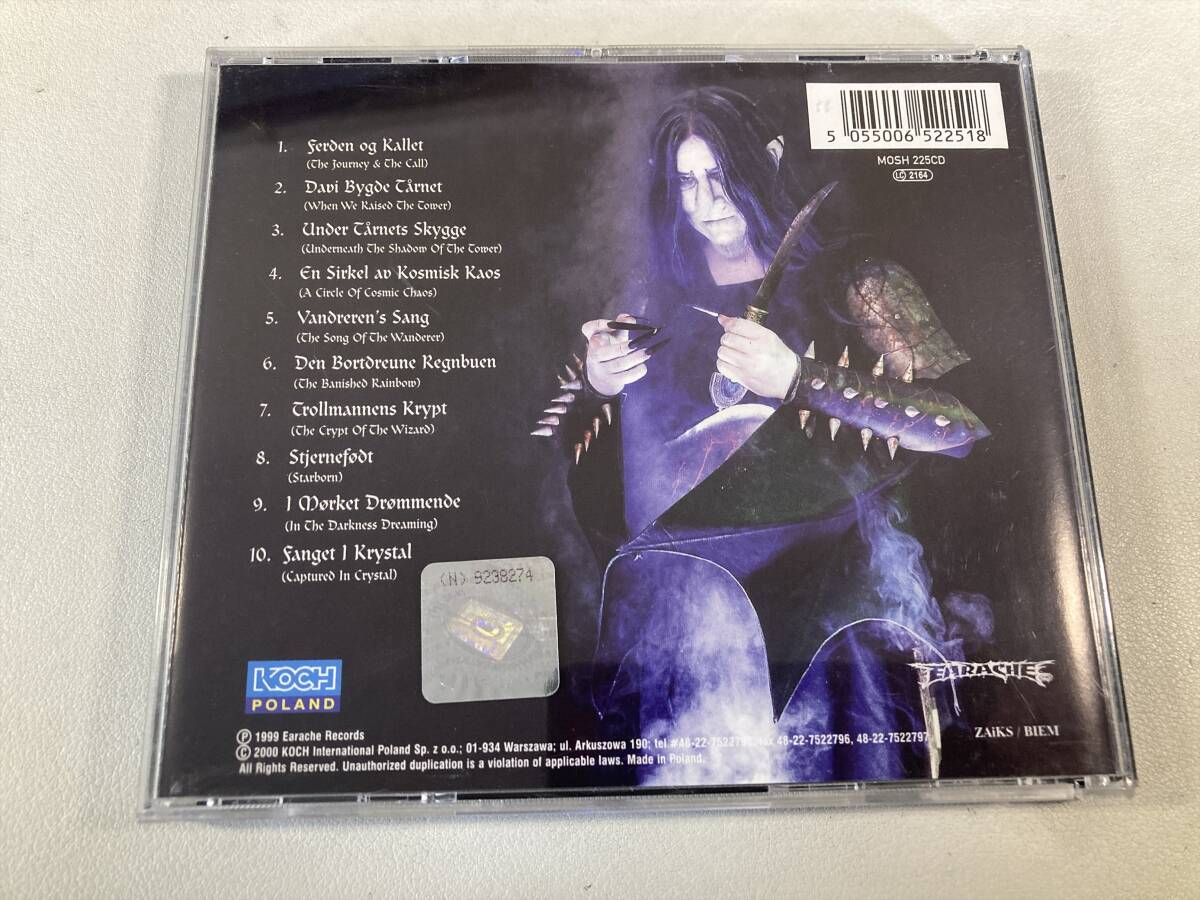 1. Ferden og Kallet
(The Journey & The Call)
2. Davi Bygde Tårnet
(When We Raised The Tower)
3. Under Tårnets Skygge
(Underneath The Shadow Of The Tower)
4. En Sirkel av Kosmisk Kaos
(A Circle Of Cosmic Chaos)
5. Vandreren's Sang
(The Song Of The Wanderer)
6. Den Bortdreune Regnbuen
(The Banished Rainbow)
7. Trollmannens Krypt
(The Crypt Of The Wizard)
8. Stjernefødt
(Starborn)
9. I Mørket Drømmende
(In The Darkness Dreaming)
10. Fanget I Krystal
(Captured In Crystal)
5 055006 522518
MOSH 225CD
LC 2164
(N) 9238274
KOCH
POLAND
EARACHE
℗ 1999 Earache Records
© 2000 KOCH International Poland Sp. z o.o.; 01-934 Warszawa; ul. Arkuszowa 190; tel.#48-22-7522795, fax 48-22-7522796, 48-22-7522797
All Rights Reserved. Unauthorized duplication is a violation of applicable laws. Made in Poland.
ZAiKS / BIEM